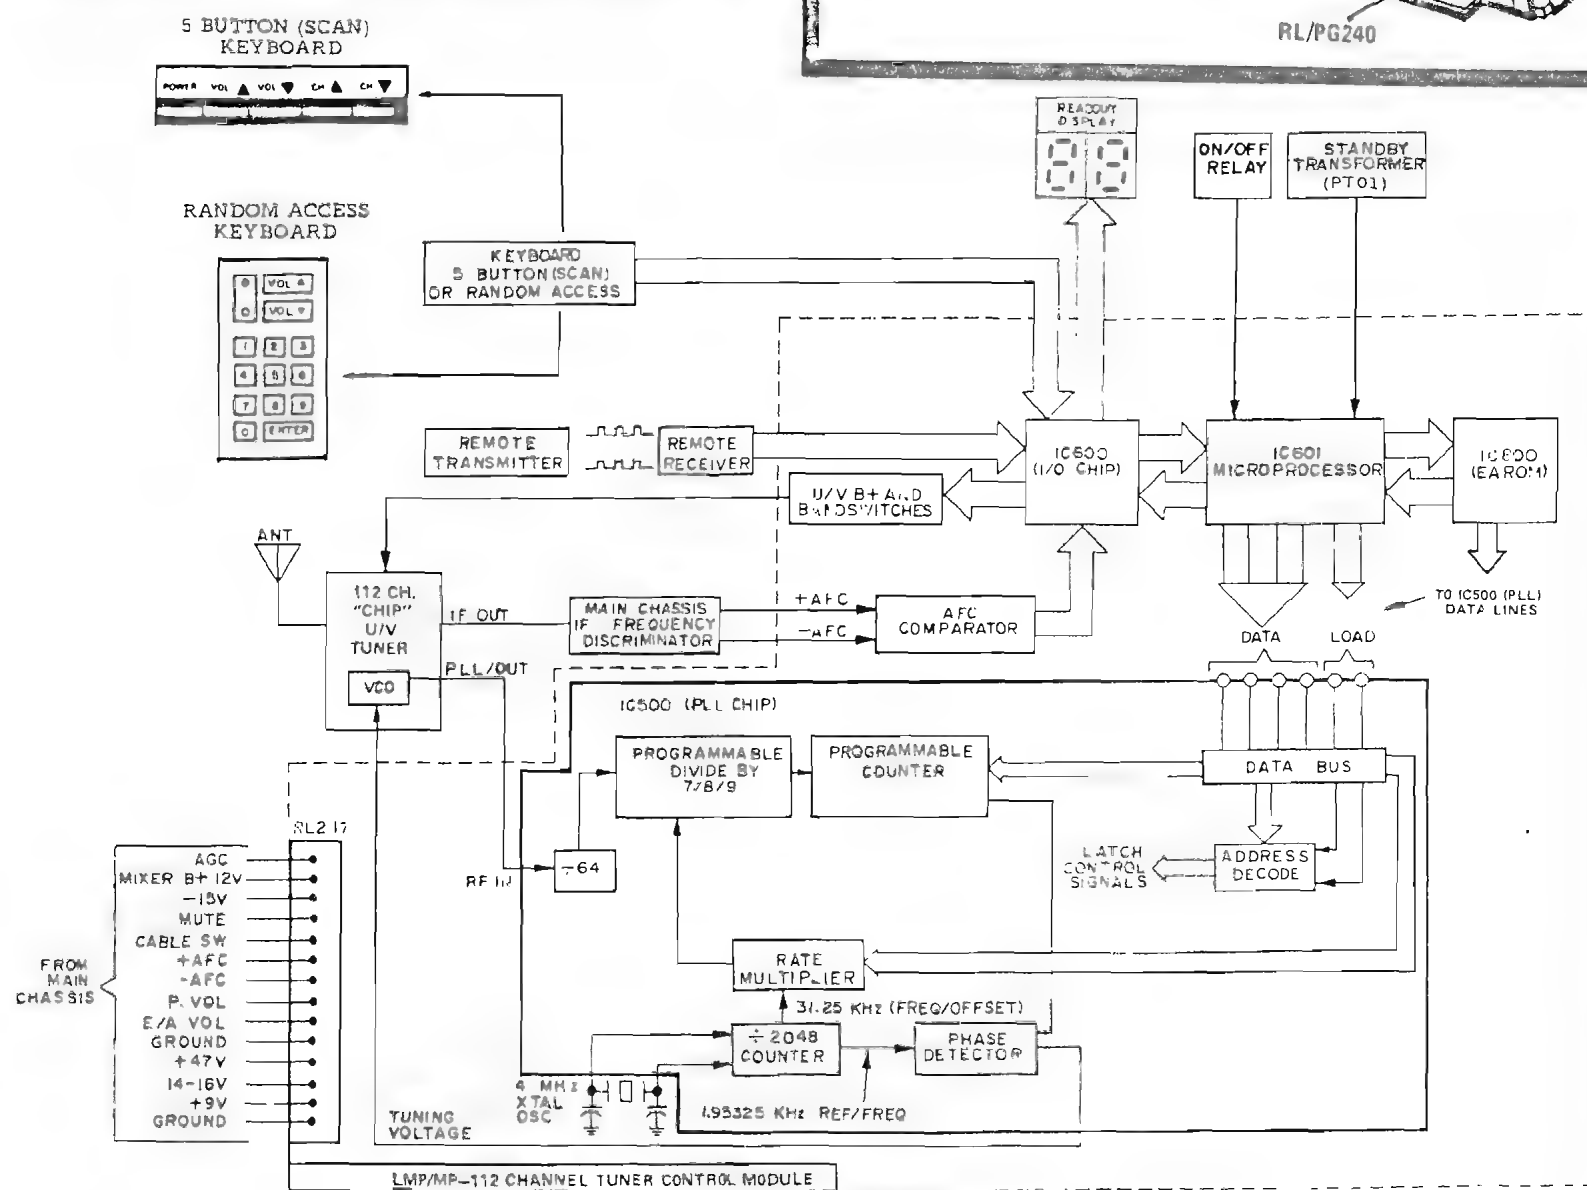 5 BUTTON (SCAN)
KEYBOARD
POWER VOL ▲ VOL ▼ CH ▲ CH ▼
RANDOM ACCESS
KEYBOARD
VOL ▲
VOL ▼
1 2 3
4 5 6
7 8 9
0 ENTER
RL/PG240
READOUT
DISPLAY
ON/OFF
RELAY
STANDBY
TRANSFORMER
(PT01)
KEYBOARD
5 BUTTON (SCAN)
OR RANDOM ACCESS
REMOTE
TRANSMITTER
REMOTE
RECEIVER
IC600
(I/O CHIP)
IC601
MICROPROCESSOR
IC800
(EAROM)
U/V B+ AND
BANDSWITCHES
ANT
112 CH.
"CHIP"
U/V
TUNER
VCO
IF OUT
PLL/OUT
MAIN CHASSIS
IF FREQUENCY
DISCRIMINATOR
+AFC
-AFC
AFC
COMPARATOR
TO IC500 (PLL)
DATA LINES
DATA
LOAD
IC500 (PLL CHIP)
PROGRAMMABLE
DIVIDE BY
7/8/9
PROGRAMMABLE
COUNTER
DATA BUS
LATCH
CONTROL
SIGNALS
ADDRESS
DECODE
RF IN
÷64
RATE
MULTIPLIER
31.25 KHz (FREQ/OFFSET)
÷2048
COUNTER
PHASE
DETECTOR
1.95325 KHz REF/FREQ
4 MHz
XTAL
OSC
TUNING
VOLTAGE
FROM
MAIN
CHASSIS
AGC
MIXER B+ 12V
-15V
MUTE
CABLE SW
+AFC
-AFC
P. VOL
E/A VOL
GROUND
+47V
14-16V
+9V
GROUND
LMP/MP-112 CHANNEL TUNER CONTROL MODULE